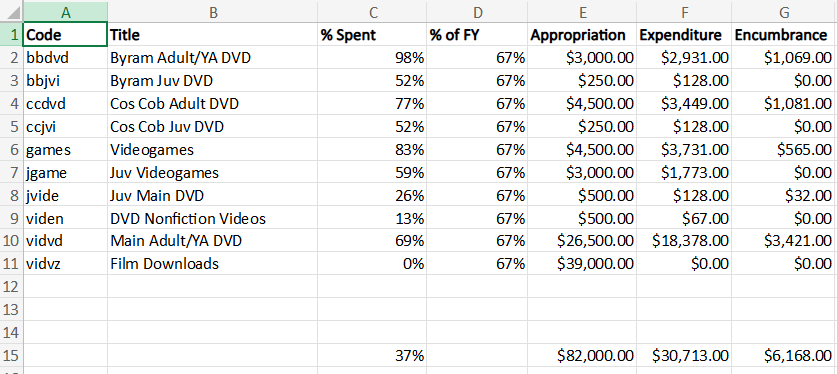 A B C D E F G
1 Code Title % Spent % of FY Appropriation Expenditure Encumbrance
2 bbdvd Byram Adult/YA DVD 98% 67% $3,000.00 $2,931.00 $1,069.00
3 bbjvi Byram Juv DVD 52% 67% $250.00 $128.00 $0.00
4 ccdvd Cos Cob Adult DVD 77% 67% $4,500.00 $3,449.00 $1,081.00
5 ccjvi Cos Cob Juv DVD 52% 67% $250.00 $128.00 $0.00
6 games Videogames 83% 67% $4,500.00 $3,731.00 $565.00
7 jgame Juv Videogames 59% 67% $3,000.00 $1,773.00 $0.00
8 jvide Juv Main DVD 26% 67% $500.00 $128.00 $32.00
9 viden DVD Nonfiction Videos 13% 67% $500.00 $67.00 $0.00
10 vidvd Main Adult/YA DVD 69% 67% $26,500.00 $18,378.00 $3,421.00
11 vidvz Film Downloads 0% 67% $39,000.00 $0.00 $0.00
12
13
14
15 37% $82,000.00 $30,713.00 $6,168.00